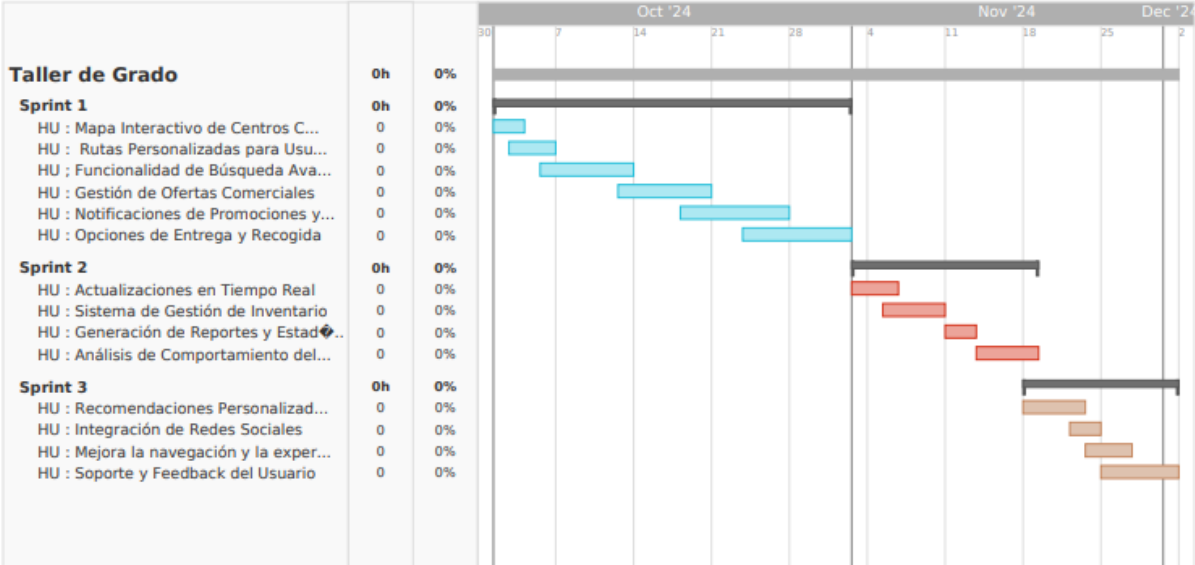 Oct '24 Nov '24 Dec '24
30 7 14 21 28 4 11 18 25 2
Taller de Grado 0h 0%
Sprint 1 0h 0%
HU : Mapa Interactivo de Centros C... 0 0%
HU :  Rutas Personalizadas para Usu... 0 0%
HU ; Funcionalidad de Búsqueda Ava... 0 0%
HU : Gestión de Ofertas Comerciales 0 0%
HU : Notificaciones de Promociones y... 0 0%
HU : Opciones de Entrega y Recogida 0 0%
Sprint 2 0h 0%
HU : Actualizaciones en Tiempo Real 0 0%
HU : Sistema de Gestión de Inventario 0 0%
HU : Generación de Reportes y Estad�.. 0 0%
HU : Análisis de Comportamiento del... 0 0%
Sprint 3 0h 0%
HU : Recomendaciones Personalizad... 0 0%
HU : Integración de Redes Sociales 0 0%
HU : Mejora la navegación y la exper... 0 0%
HU : Soporte y Feedback del Usuario 0 0%